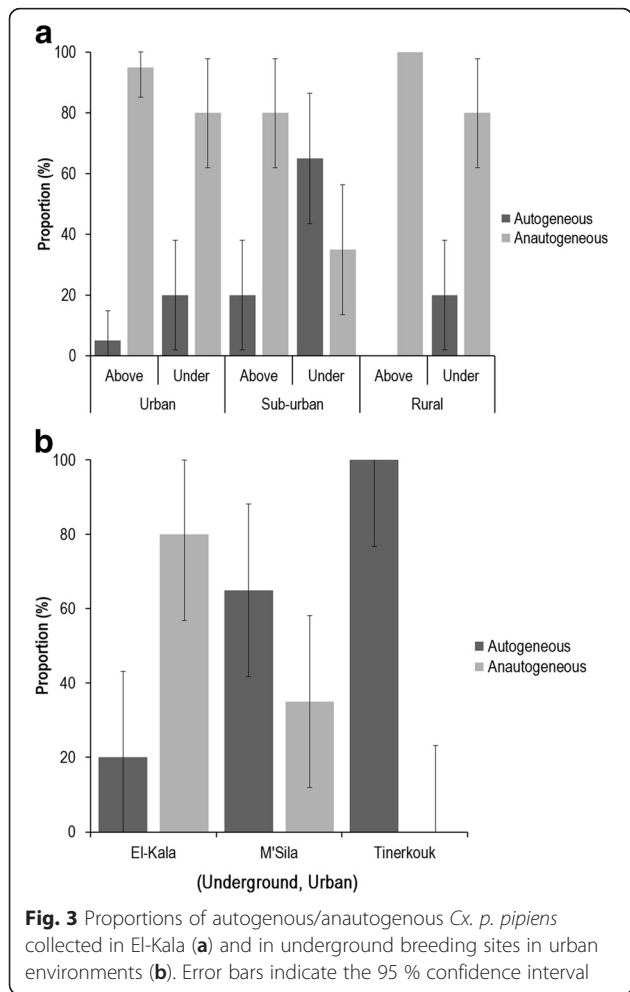 a
100
80
60
40
20
0
Proportion (%)
Autogeneous
Anautogeneous
Above Under Above Under Above Under
Urban Sub-urban Rural
b
100
80
60
40
20
0
Proportion (%)
Autogeneous
Anautogeneous
El-Kala M'Sila Tinerkouk
(Underground, Urban)
Fig. 3 Proportions of autogenous/anautogenous Cx. p. pipiens
collected in El-Kala (a) and in underground breeding sites in urban
environments (b). Error bars indicate the 95 % confidence interval